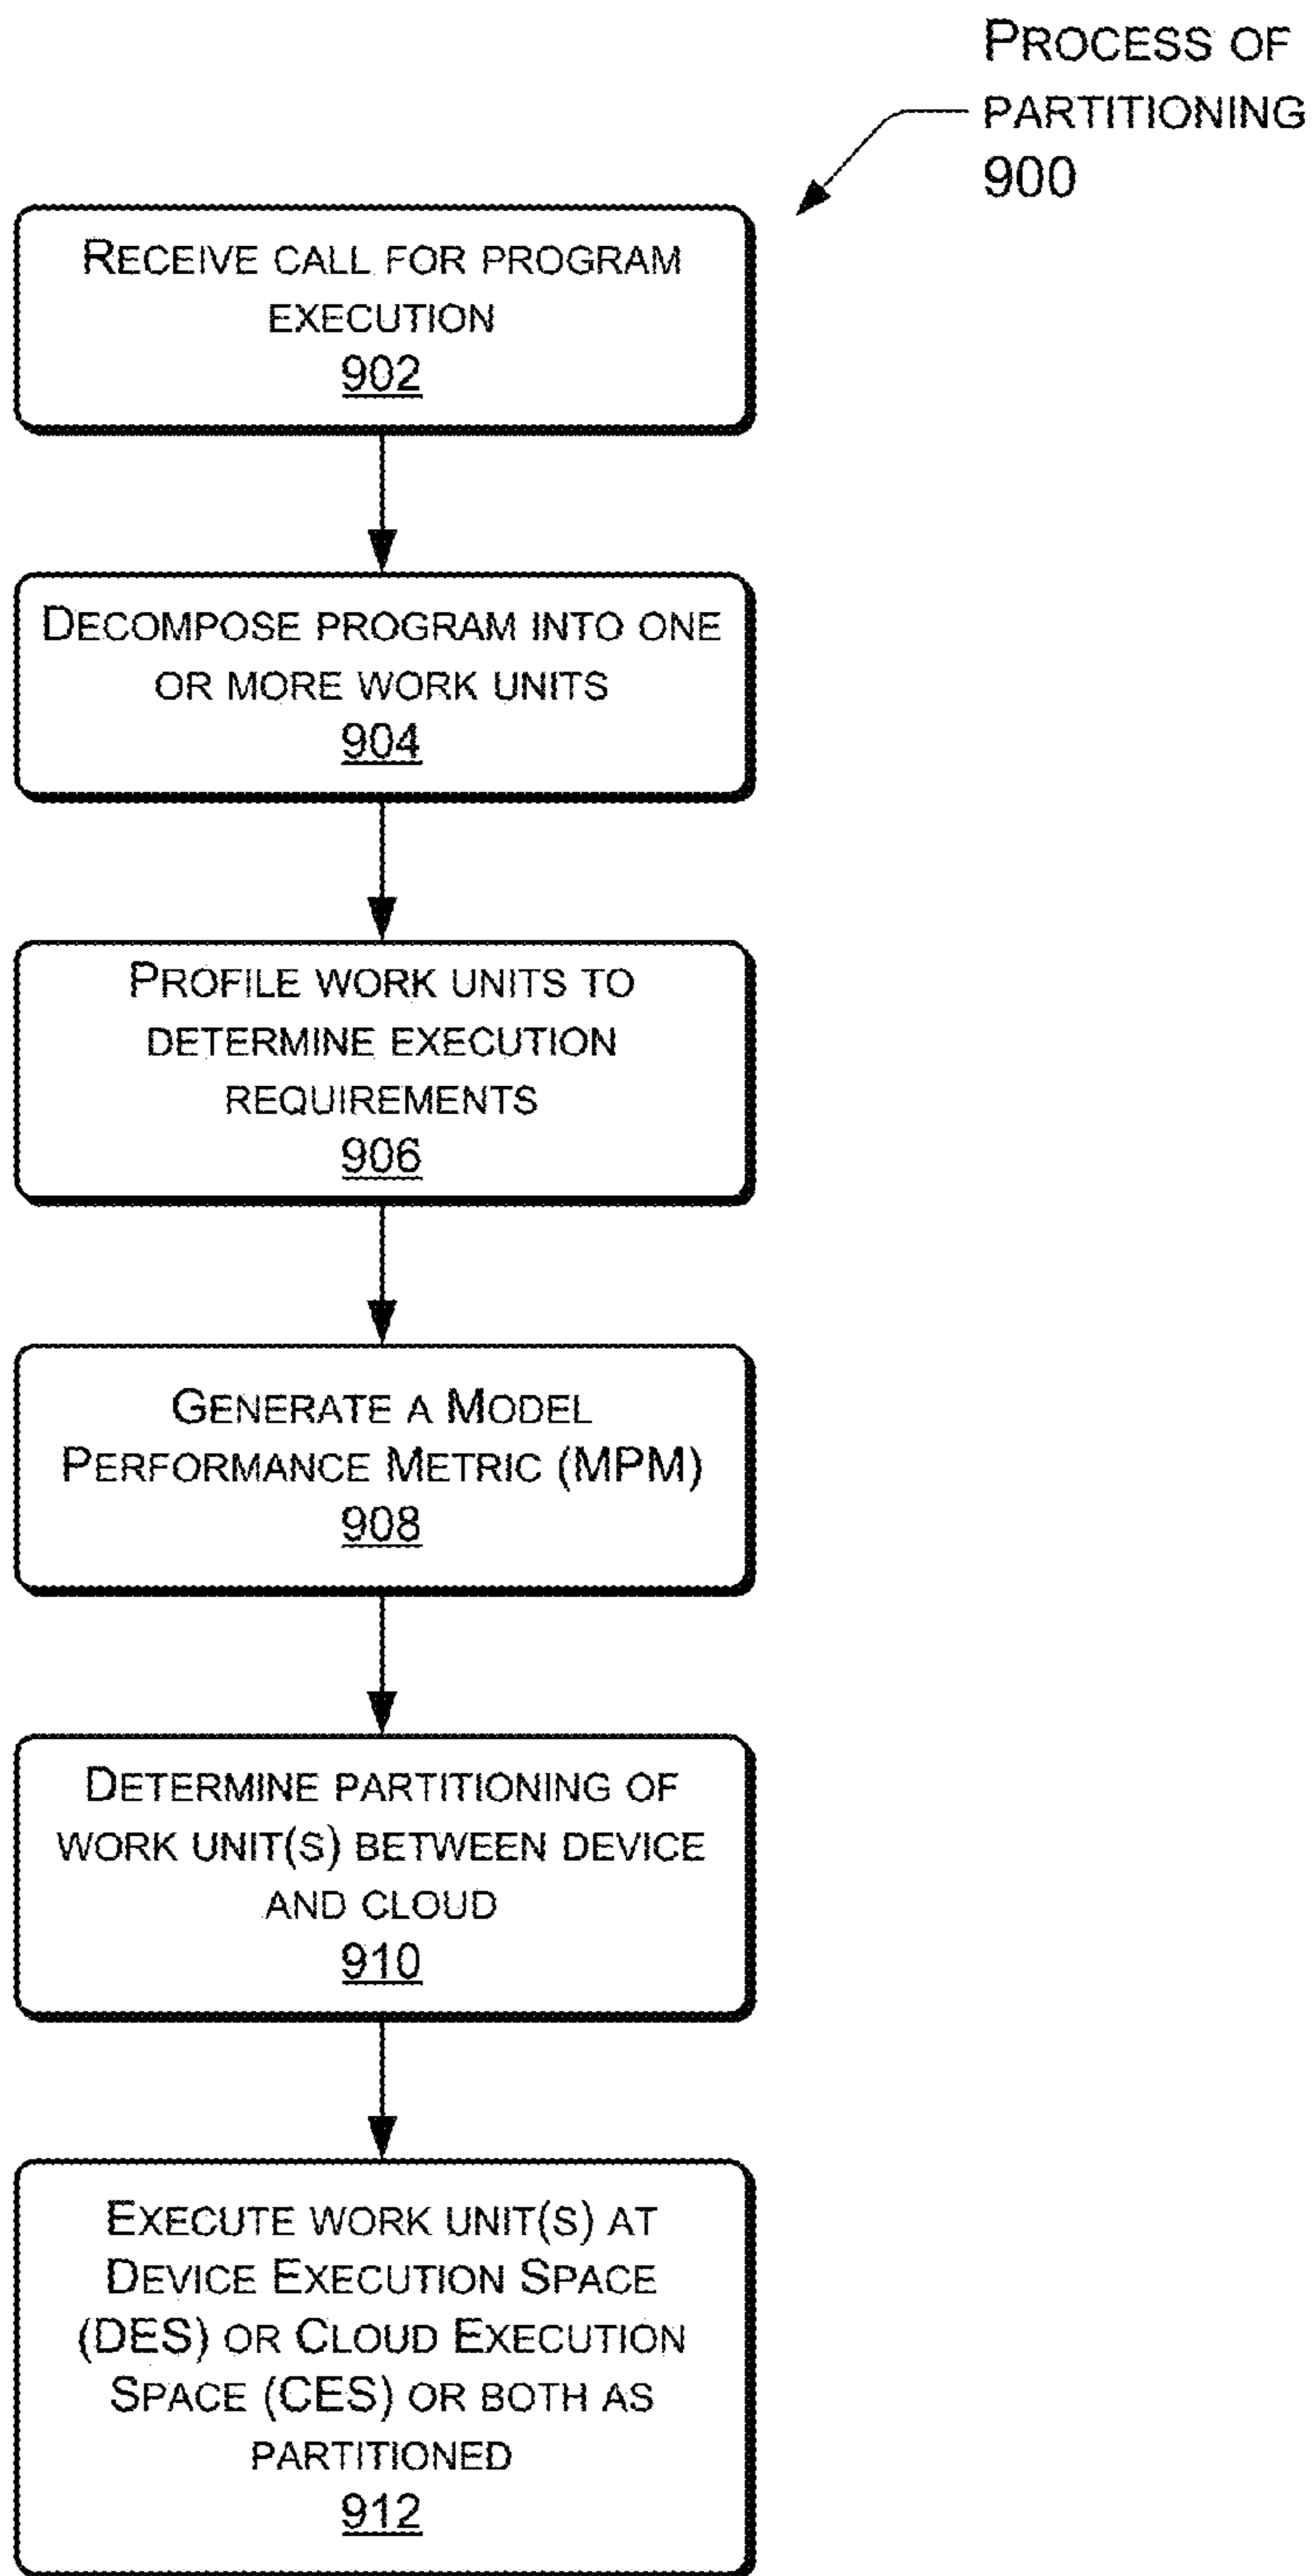 PROCESS OF
PARTITIONING
900
RECEIVE CALL FOR PROGRAM
EXECUTION
902
DECOMPOSE PROGRAM INTO ONE
OR MORE WORK UNITS
904
PROFILE WORK UNITS TO
DETERMINE EXECUTION
REQUIREMENTS
906
GENERATE A MODEL
PERFORMANCE METRIC (MPM)
908
DETERMINE PARTITIONING OF
WORK UNIT(S) BETWEEN DEVICE
AND CLOUD
910
EXECUTE WORK UNIT(S) AT
DEVICE EXECUTION SPACE
(DES) OR CLOUD EXECUTION
SPACE (CES) OR BOTH AS
PARTITIONED
912